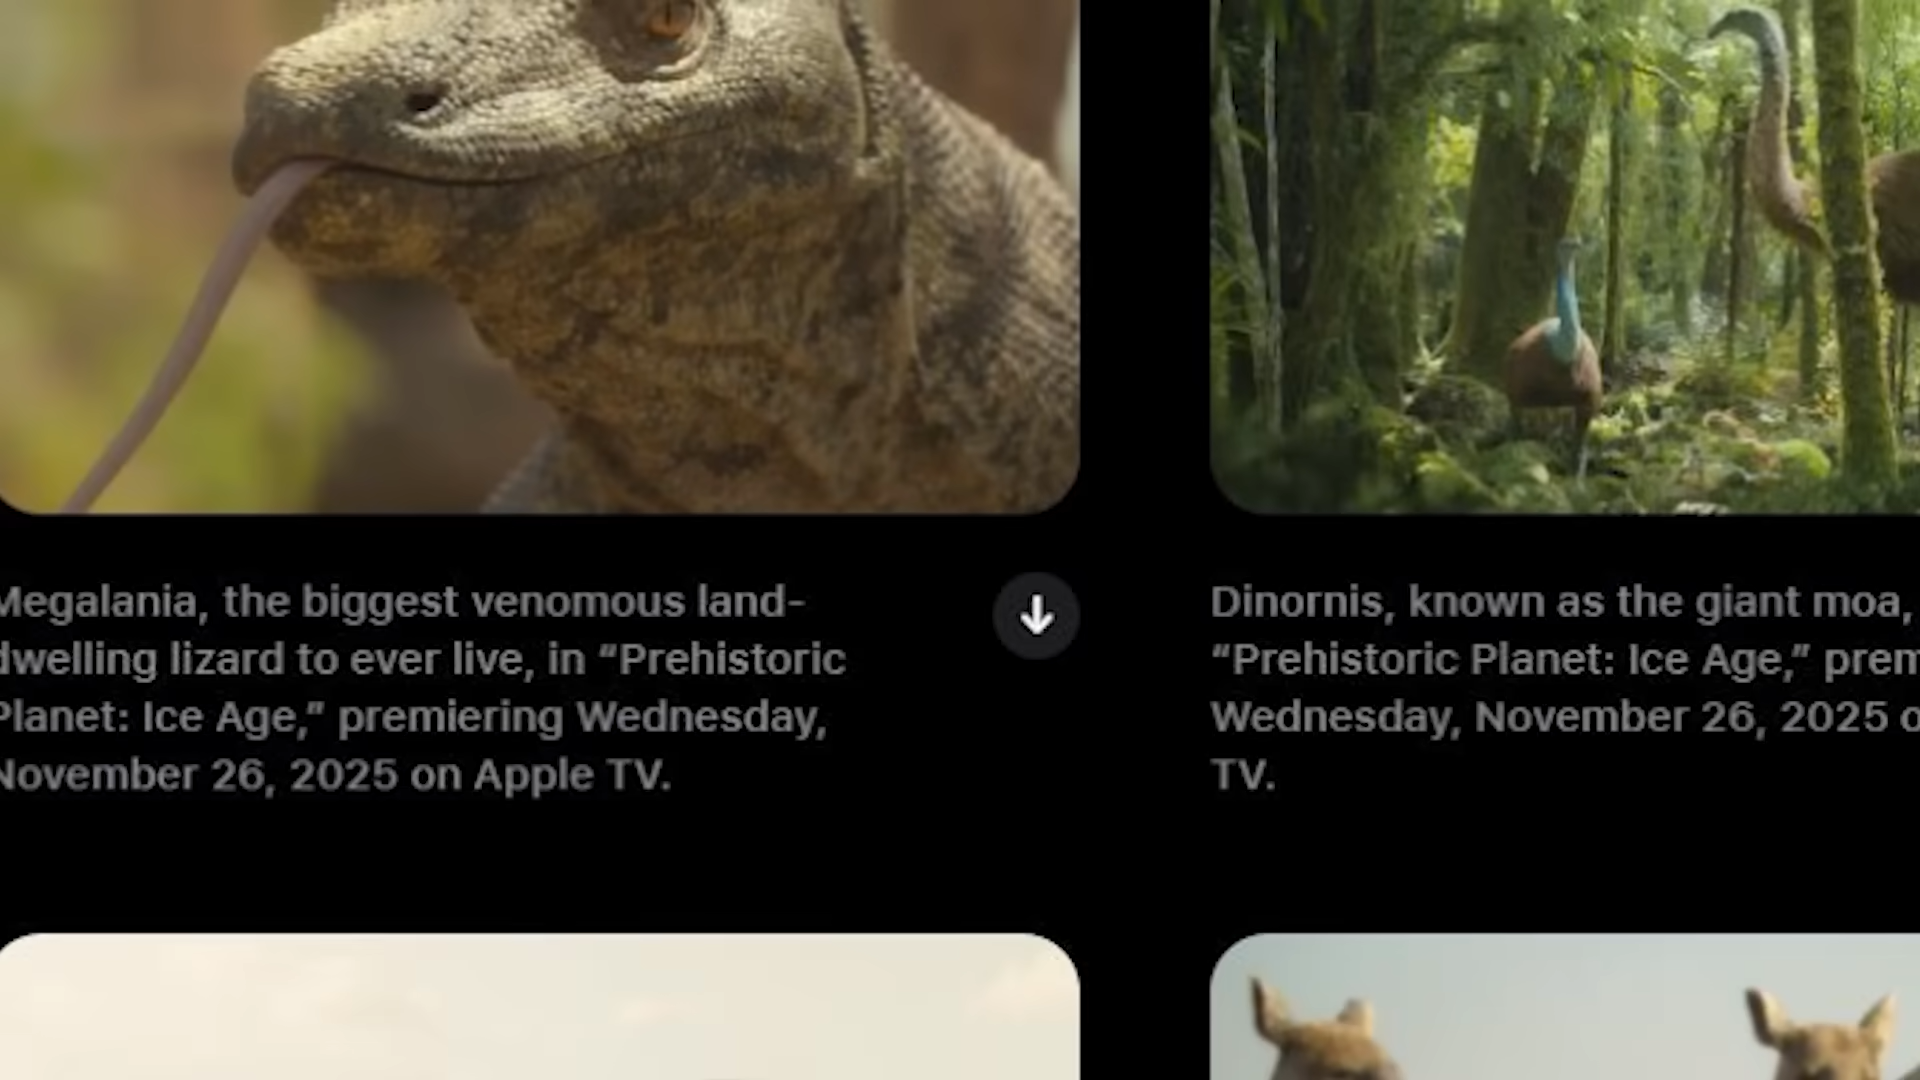 Megalania, the biggest venomous land-
dwelling lizard to ever live, in “Prehistoric
Planet: Ice Age,” premiering Wednesday,
November 26, 2025 on Apple TV.
Dinornis, known as the giant moa,
“Prehistoric Planet: Ice Age,”
Wednesday, November 26, 2025
TV.